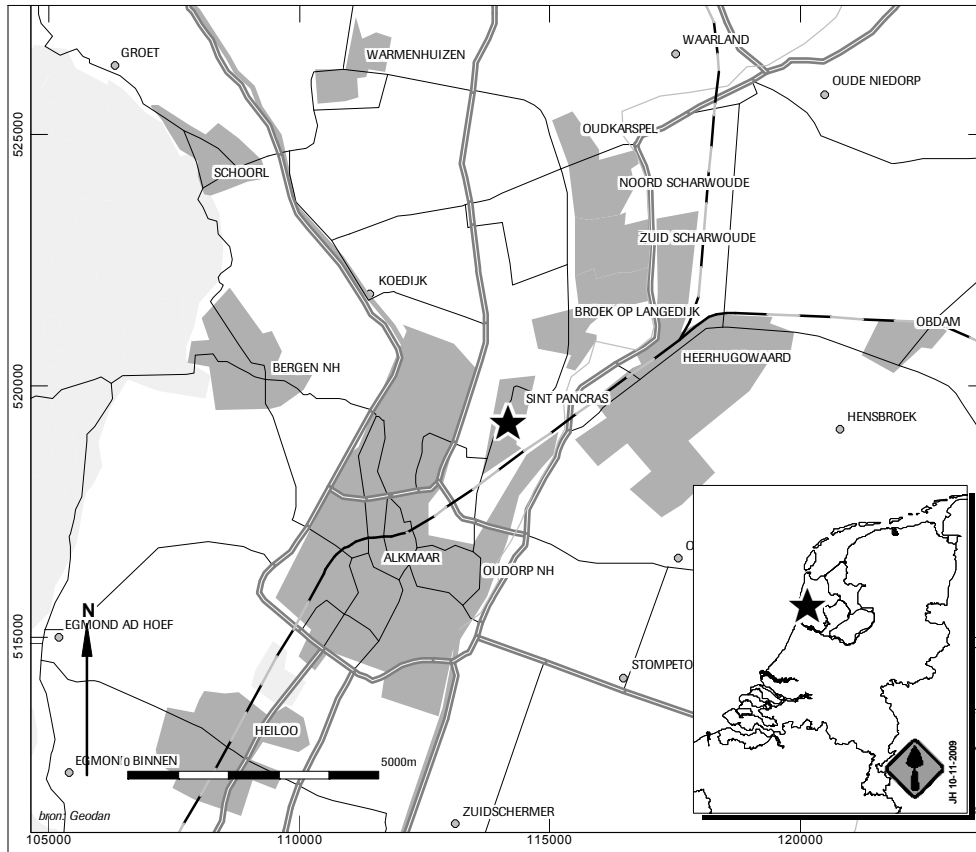 GROET
WARMENHUIZEN
WAARLAND
OUDE NIEDORP
525000
OUDKARSPEL
SCHOORL
NOORD SCHARWOUDE
ZUID SCHARWOUDE
KOEDIJK
BROEK OP LANGEDIJK
OBDAM
BERGEN NH
HEERHUGOWAARD
520000
SINT PANCRAS
HENSBROEK
ALKMAAR
OUDORP NH
O
N
EGMOND AD HOEF
515000
STOMPETO
HEILOO
EGMON
0
BINNEN
5000m
JH 10-11-2009
bron: Geodan
ZUIDSCHERMER
105000
110000
115000
120000